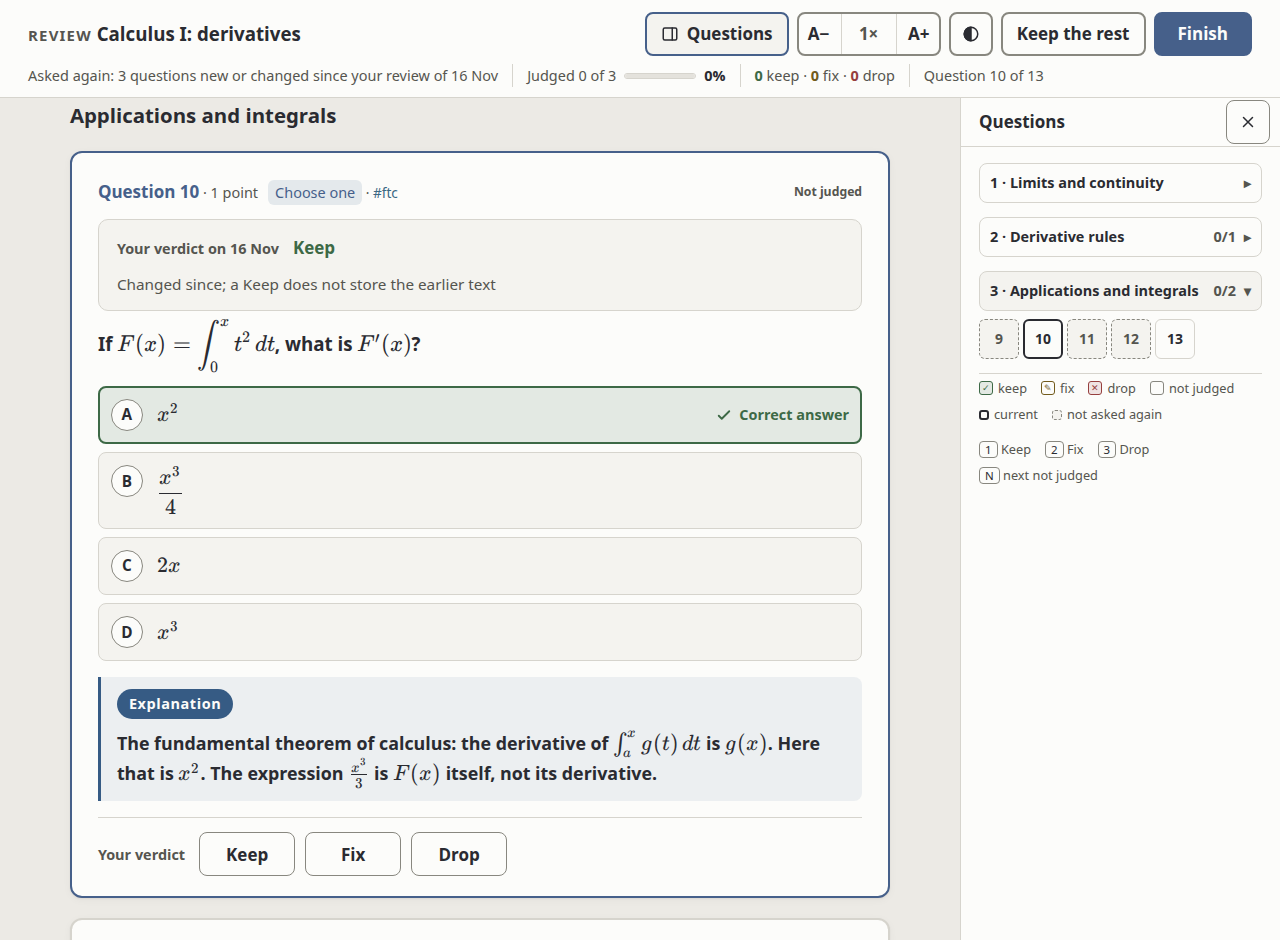 REVIEW Calculus I: derivatives
Questions A− 1× A+ Keep the rest Finish
Asked again: 3 questions new or changed since your review of 16 Nov Judged 0 of 3 0% 0 keep · 0 fix · 0 drop Question 10 of 13
Applications and integrals
Question 10 · 1 point Choose one · #ftc Not judged
Your verdict on 16 Nov Keep
Changed since; a Keep does not store the earlier text
If F(x) = ∫₀ˣ t² dt, what is F′(x)?
A x² ✓ Correct answer
B x³/4
C 2x
D x³
Explanation
The fundamental theorem of calculus: the derivative of ∫ₐˣ g(t) dt is g(x). Here
that is x². The expression x³/3 is F(x) itself, not its derivative.
Your verdict Keep Fix Drop
Questions ×
1 · Limits and continuity ▸
2 · Derivative rules 0/1 ▸
3 · Applications and integrals 0/2 ▾
9 10 11 12 13
✓ keep ✎ fix ✕ drop not judged
current not asked again
1 Keep 2 Fix 3 Drop
N next not judged